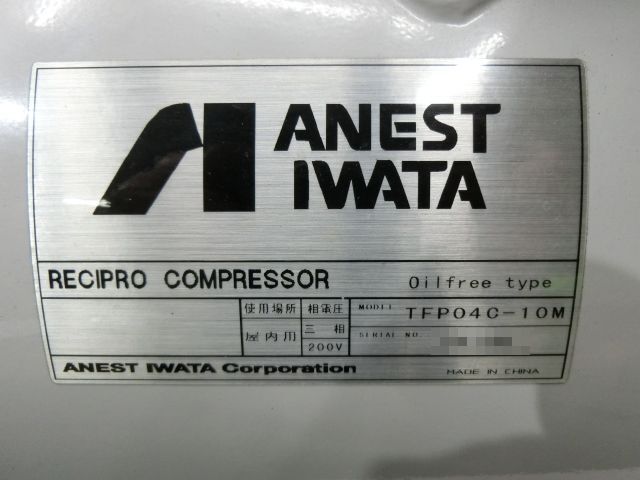 ANEST
IWATA
RECIPRO COMPRESSOR Oilfree type
使用場所 相電圧 MODEL TFP04C-10M
屋内用 三相 200V SERIAL NO.
ANEST IWATA Corporation MADE IN CHINA